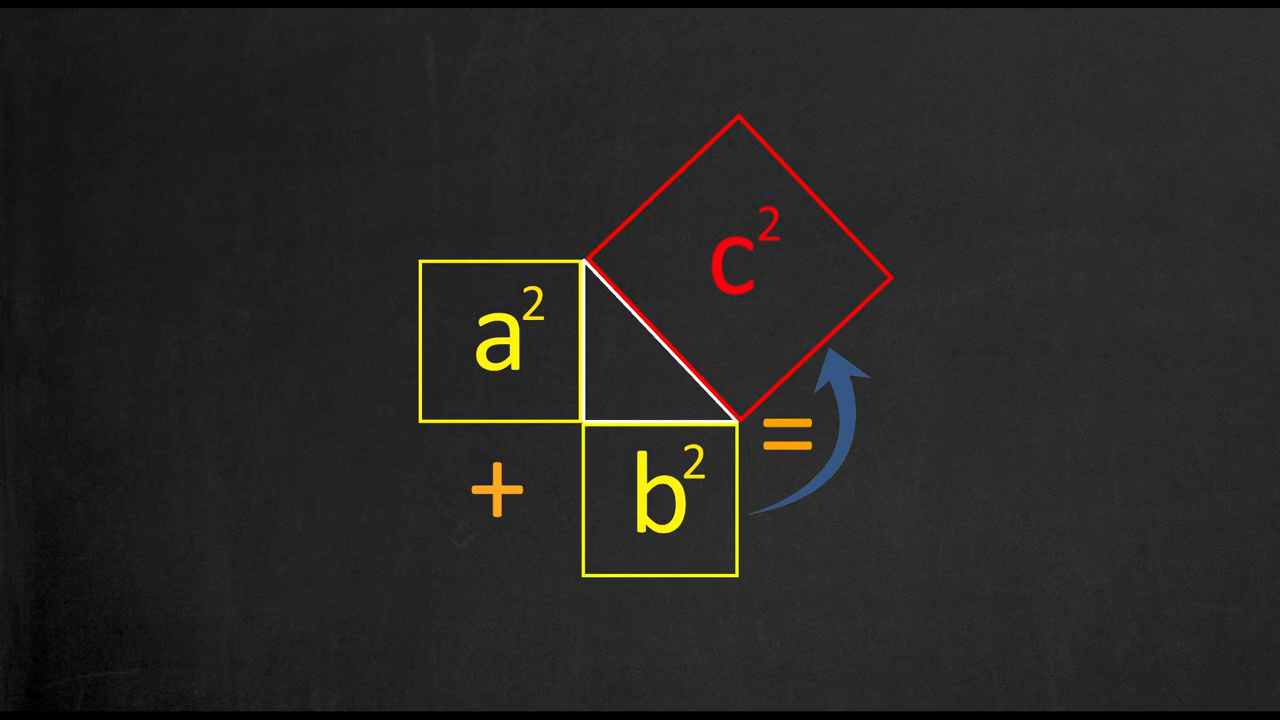 a²
+
b²
=
c²